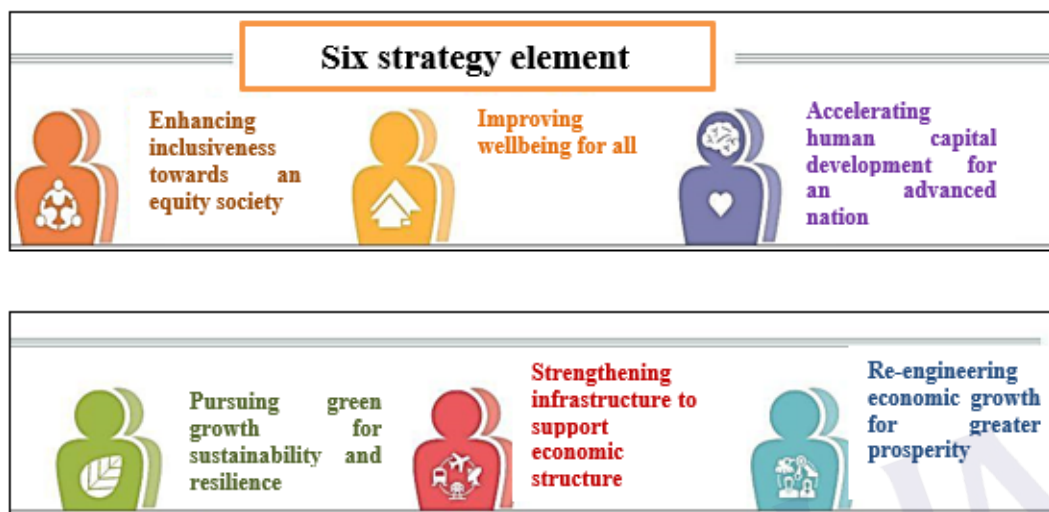 Six strategy element
Enhancing
inclusiveness
towards an
equity society
Improving
wellbeing for all
Accelerating
human capital
development for
an advanced
nation
Pursuing green
growth for
sustainability and
resilience
Strengthening
infrastructure to
support
economic
structure
Re-engineering
economic growth
for greater
prosperity